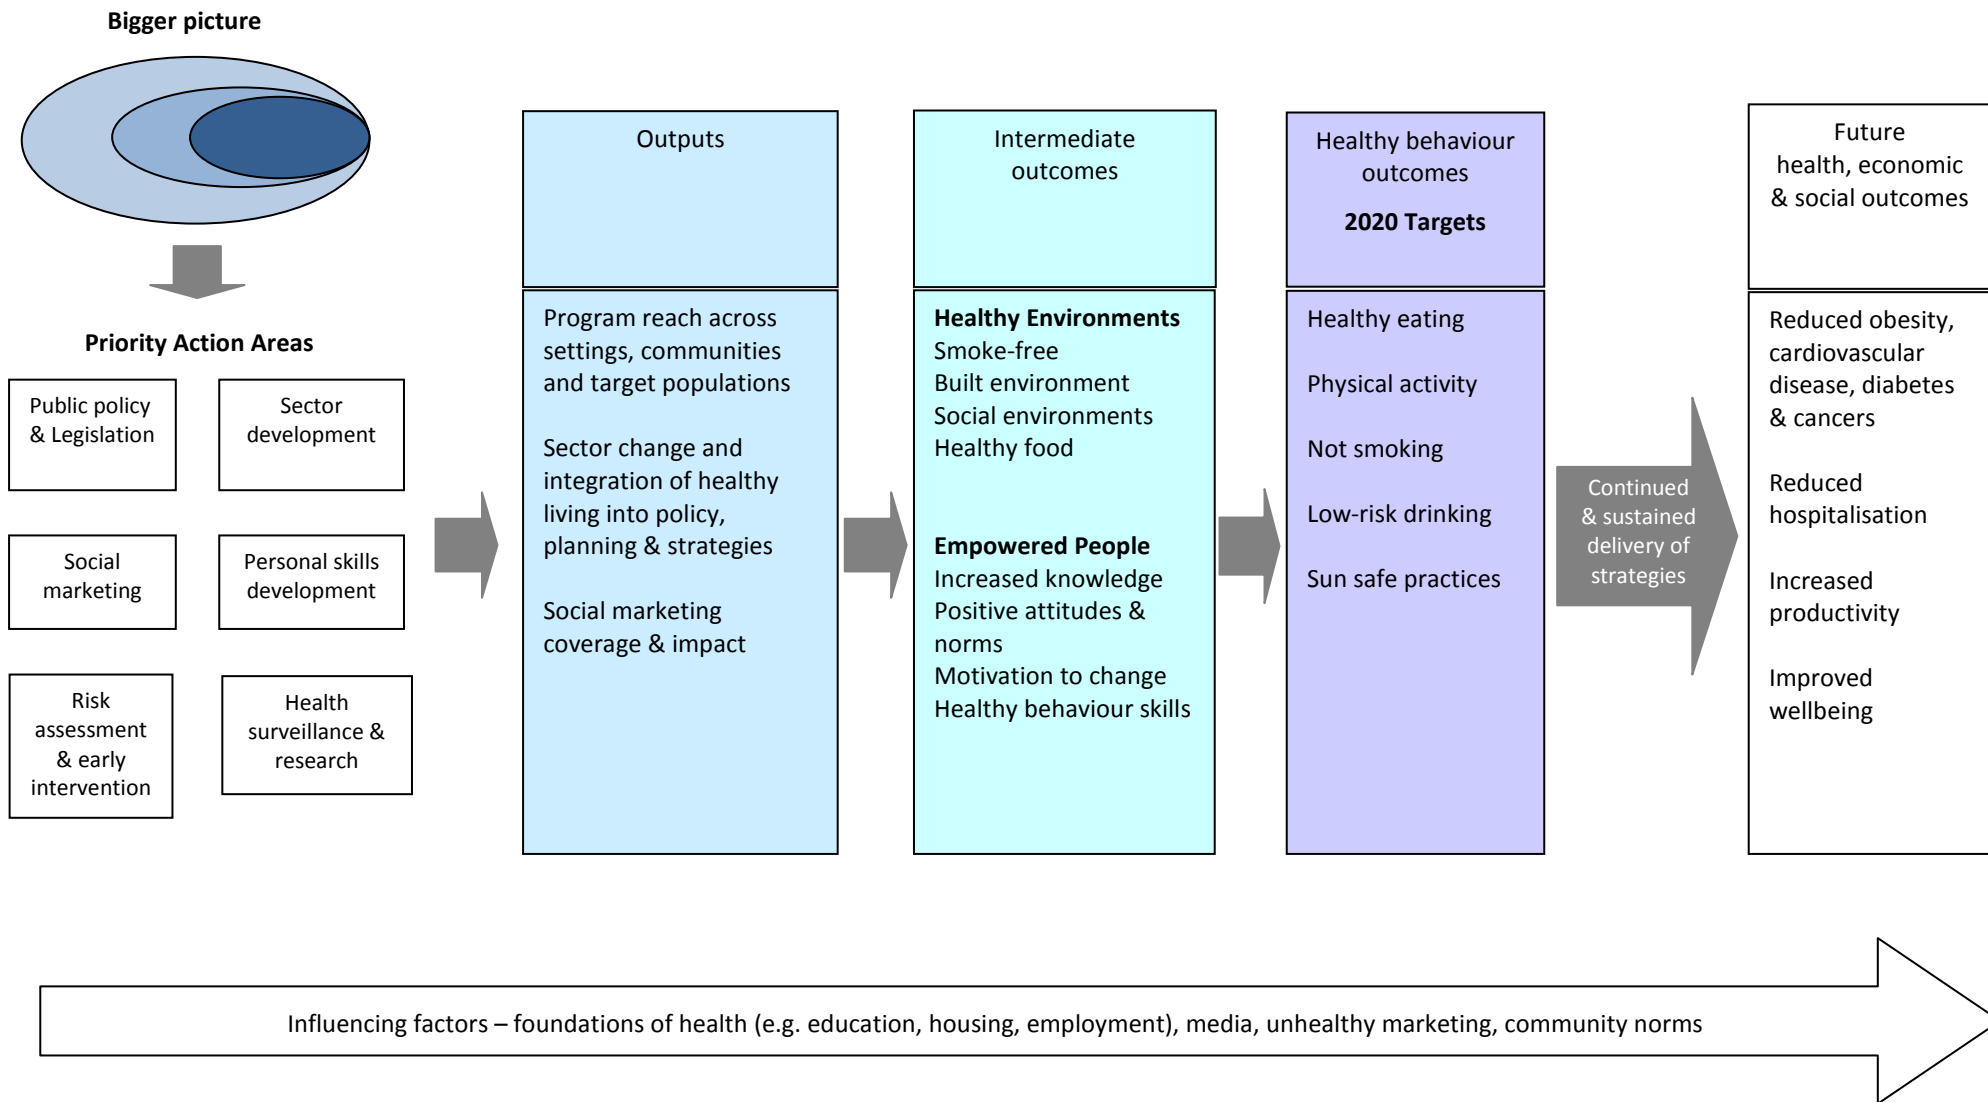 Bigger picture
Priority Action Areas
Public policy
& Legislation
Sector
development
Social
marketing
Personal skills
development
Risk
assessment
& early
intervention
Health
surveillance &
research
Outputs
Program reach across
settings, communities
and target populations
Sector change and
integration of healthy
living into policy,
planning & strategies
Social marketing
coverage & impact
Intermediate
outcomes
Healthy Environments
Smoke-free
Built environment
Social environments
Healthy food
Empowered People
Increased knowledge
Positive attitudes &
norms
Motivation to change
Healthy behaviour skills
Healthy behaviour
outcomes
2020 Targets
Healthy eating
Physical activity
Not smoking
Low-risk drinking
Sun safe practices
Continued
& sustained
delivery of
strategies
Future
health, economic
& social outcomes
Reduced obesity,
cardiovascular
disease, diabetes
& cancers
Reduced
hospitalisation
Increased
productivity
Improved
wellbeing
Influencing factors – foundations of health (e.g. education, housing, employment), media, unhealthy marketing, community norms